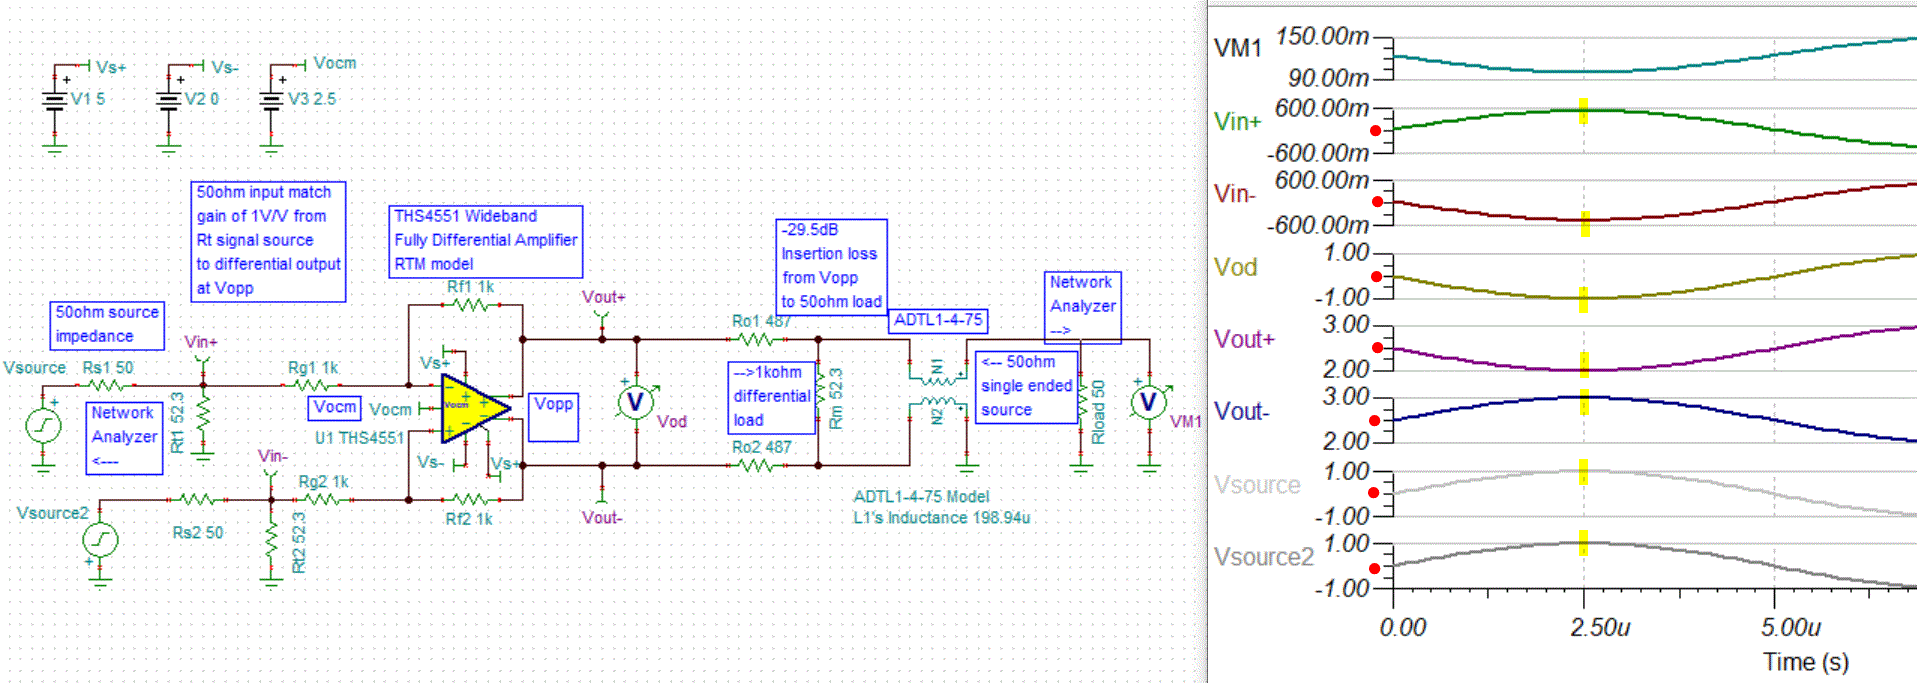 Vs+
Vs-
Vocm
V1 5
V2 0
V3 2.5
50ohm input match
gain of 1V/V from
Rt signal source
to differential output
at Vopp
THS4551 Wideband
Fully Differential Amplifier
RTM model
-29.5dB
Insertion loss
from Vopp
to 50ohm load
Network
Analyzer
-->
50ohm source
impedance
Rf1 1k
Vout+
Ro1 487
ADTL1-4-75
Vin+
Vs+
Vsource
Rs1 50
Rg1 1k
-->1kohm
differential
load
Rm 52.3
N1
N2
<-- 50ohm
single ended
source
Rload 50
V
VM1
Network
Analyzer
<---
Rt1 52.3
Vocm
Vocm
Vocm
U1 THS4551
Vopp
V
Vod
Vin-
Vs-
Vs+
Ro2 487
Rg2 1k
Rf2 1k
Vout-
Vsource2
Rs2 50
Rt2 52.3
ADTL1-4-75 Model
L1's Inductance 198.94u
VM1
150.00m
90.00m
Vin+
600.00m
-600.00m
Vin-
600.00m
-600.00m
Vod
1.00
-1.00
Vout+
3.00
2.00
Vout-
3.00
2.00
Vsource
1.00
-1.00
Vsource2
1.00
-1.00
0.00
2.50u
5.00u
Time (s)